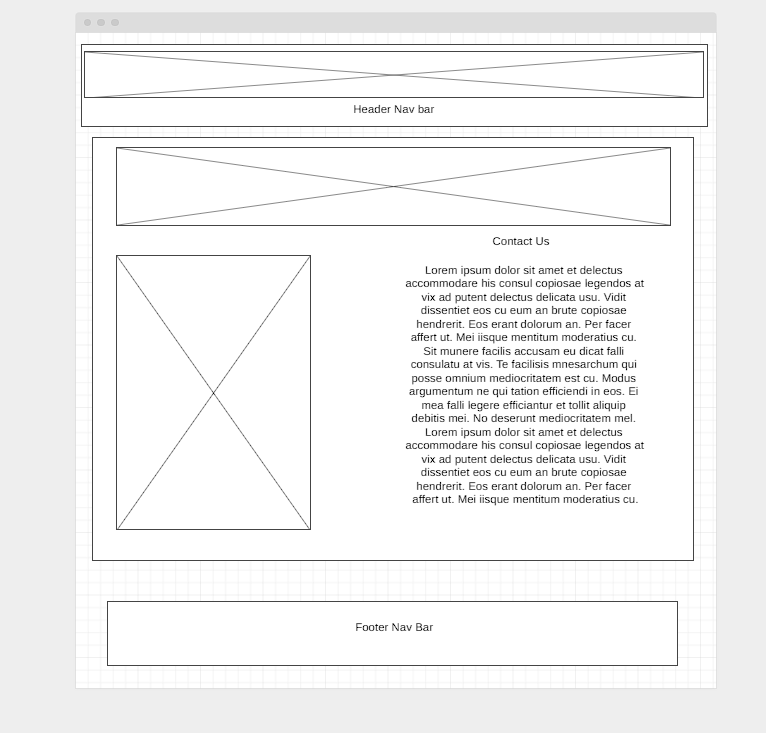 Header Nav bar
Contact Us
Lorem ipsum dolor sit amet et delectus
accommodare his consul copiosae legendos at
vix ad putent delectus delicata usu. Vidit
dissentiet eos cu eum an brute copiosae
hendrerit. Eos erant dolorum an. Per facer
affert ut. Mei iisque mentitum moderatius cu.
Sit munere facilis accusam eu dicat falli
consulatu at vis. Te facilisis mnesarchum qui
posse omnium mediocritatem est cu. Modus
argumentum ne qui tation efficiendi in eos. Ei
mea falli legere efficiantur et tollit aliquip
debitis mei. No deserunt mediocritatem mel.
Lorem ipsum dolor sit amet et delectus
accommodare his consul copiosae legendos at
vix ad putent delectus delicata usu. Vidit
dissentiet eos cu eum an brute copiosae
hendrerit. Eos erant dolorum an. Per facer
affert ut. Mei iisque mentitum moderatius cu.
Footer Nav Bar